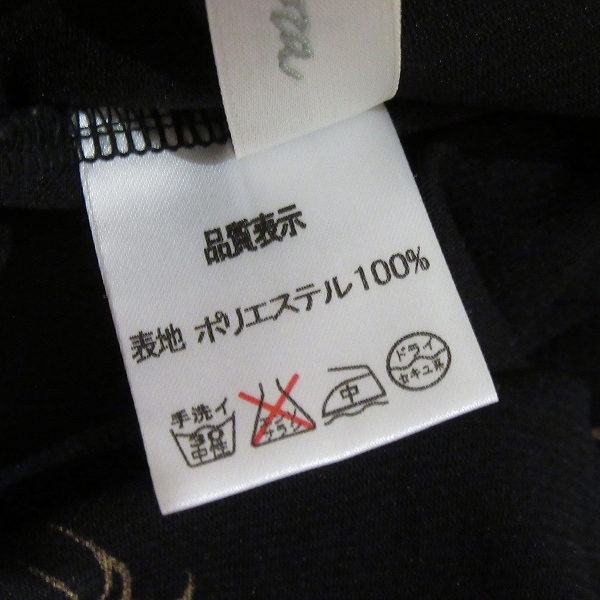 品質表示
表地 ポリエステル100%
手洗イ
30
中性
エンソ
サラシ
中
ドライ
セキユ系